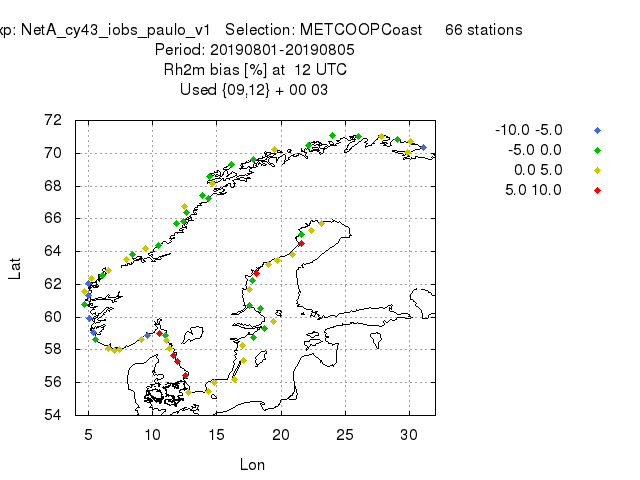 xp: NetA_cy43_iobs_paulo_v1 Selection: METCOOPCoast 66 stations
Period: 20190801-20190805
Rh2m bias [%] at 12 UTC
Used {09,12} + 00 03
72
70
68
66
64
62
60
58
56
54
5 10 15 20 25 30
Lat
Lon
-10.0 -5.0
-5.0 0.0
0.0 5.0
5.0 10.0